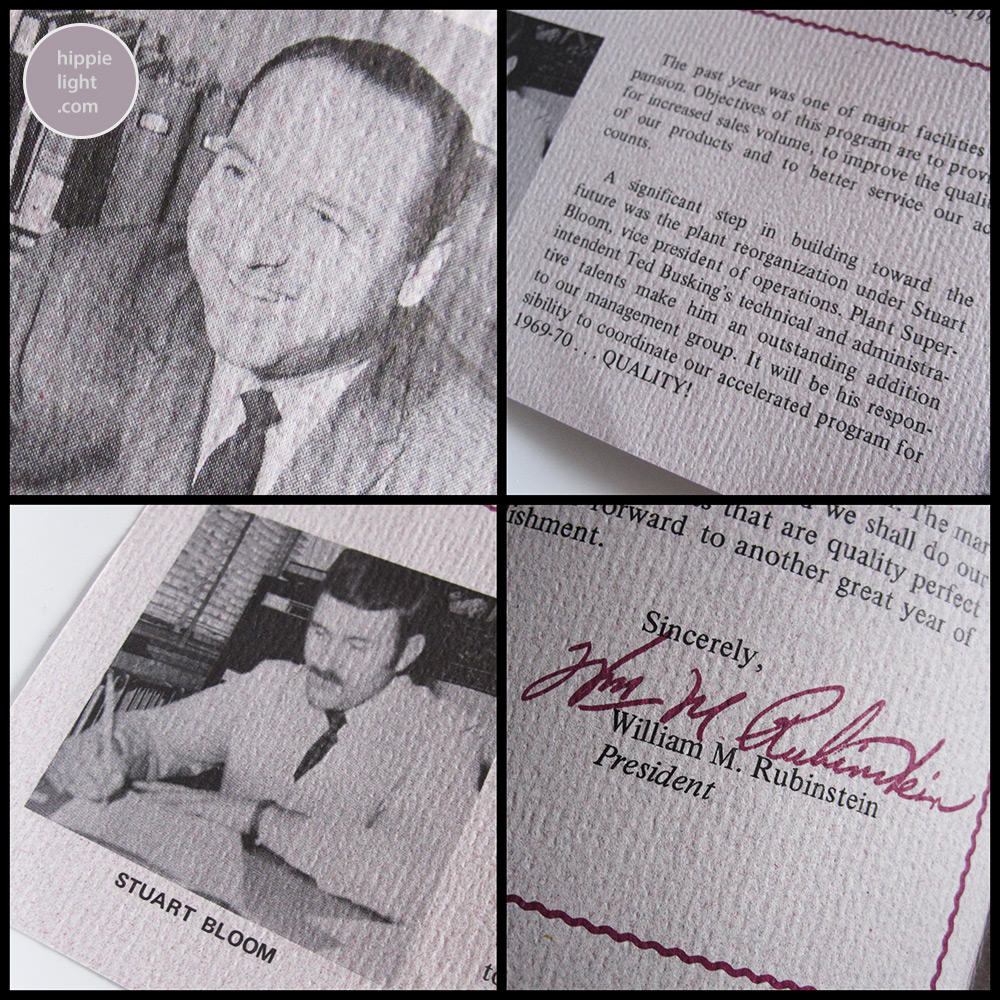 hippie
light
.com
The past year was one of major facilities
pansion. Objectives of this program are to
for increased sales volume, to improve the
of our products and to better service our
counts.
A significant step in building toward the
future was the plant reorganization under Stuart
Bloom, vice president of operations. Plant Super-
intendent Ted Busking's technical and administra-
tive talents make him an outstanding addition
to our management group. It will be his respon-
sibility to coordinate our accelerated program for
1969-70 . . . QUALITY!
STUART BLOOM
we shall do our
that are quality perfect
forward to another great year of
Sincerely,
Wm M. Rubinstein
William M. Rubinstein
President